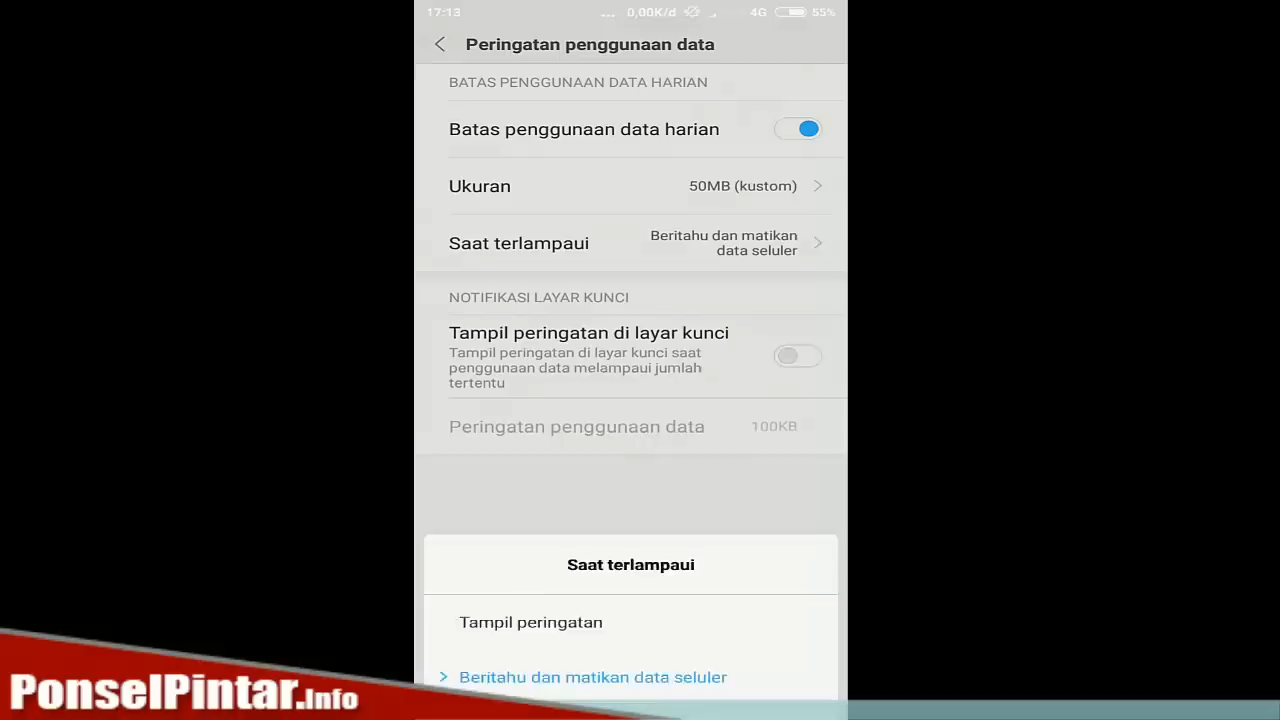 17:13 ... 0,00K/d 4G 55%
Peringatan penggunaan data
BATAS PENGGUNAAN DATA HARIAN
Batas penggunaan data harian
Ukuran 50MB (kustom)
Saat terlampaui Beritahu dan matikan
data seluler
NOTIFIKASI LAYAR KUNCI
Tampil peringatan di layar kunci
Tampil peringatan di layar kunci saat
penggunaan data melampaui jumlah
tertentu
Peringatan penggunaan data 100KB
Saat terlampaui
Tampil peringatan
Beritahu dan matikan data seluler
PonselPintar.Info